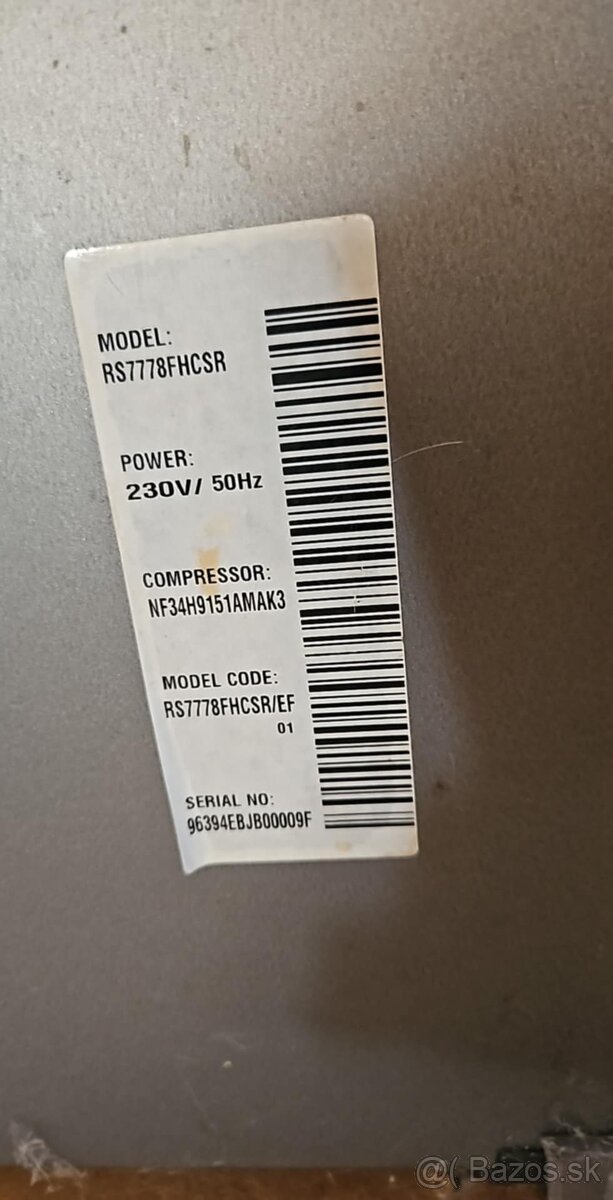 MODEL:
RS7778FHCSR
POWER:
230V/ 50Hz
COMPRESSOR:
NF34H9151AMAK3
MODEL CODE:
RS7778FHCSR/EF
01
SERIAL NO:
96394EBJB00009F
@( Bazos.sk